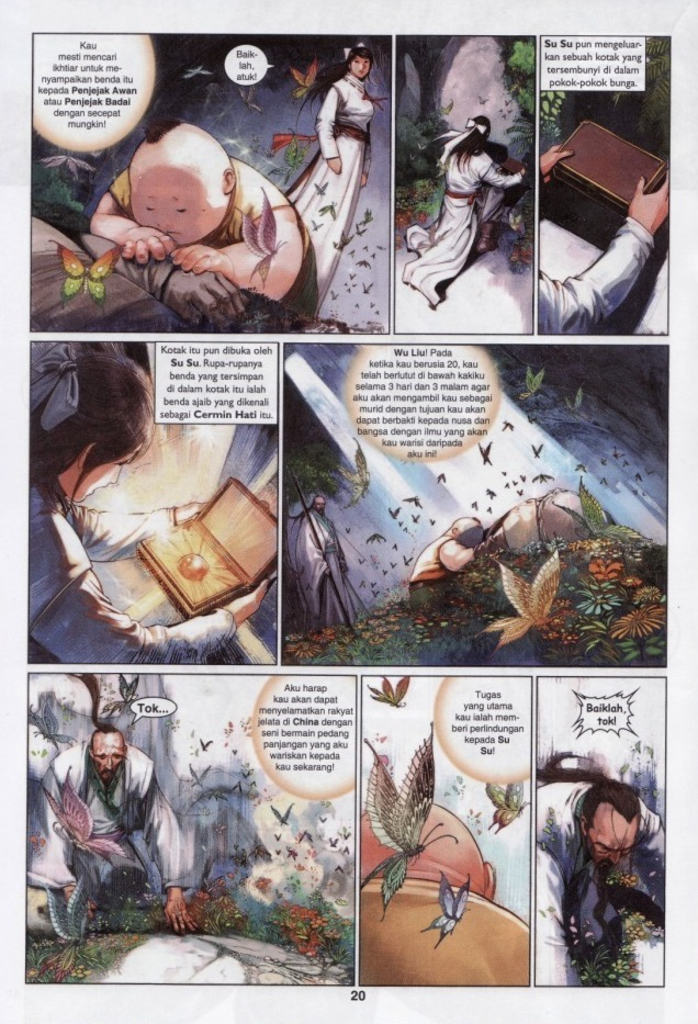 Kau
mesti mencari
ikhtiar untuk me-
nyampaikan benda itu
kepada Penjejak Awan
atau Penjejak Badai
dengan secepat
mungkin!
Baik-
lah,
atuk!
Su Su pun mengeluar-
kan sebuah kotak yang
tersembunyi di dalam
pokok-pokok bunga.
Kotak itu pun dibuka oleh
Su Su. Rupa-rupanya
benda yang tersimpan
di dalam kotak itu ialah
benda ajaib yang dikenali
sebagai Cermin Hati itu.
Wu Liu! Pada
ketika kau berusia 20, kau
telah berlutut di bawah kakiku
selama 3 hari dan 3 malam agar
aku akan mengambil kau sebagai
murid dengan tujuan kau akan
dapat berbakti kepada nusa dan
bangsa dengan ilmu yang akan
kau warisi daripada
aku ini!
Tok...
Aku harap
kau akan dapat
menyelamatkan rakyat
jelata di China dengan
seni bermain pedang
panjangan yang aku
wariskan kepada
kau sekarang!
Tugas
yang utama
kau ialah mem-
beri perlindungan
kepada Su
Su!
Baiklah,
tok!
20